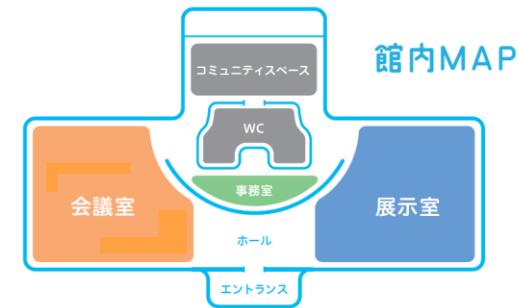 館内MAP
コミュニティスペース
WC
事務室
会議室
展示室
ホール
エントランス